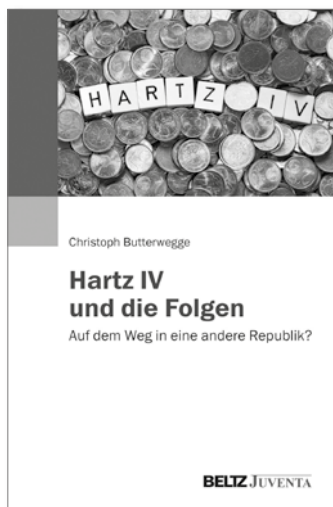 HARTZ IV
Christoph Butterwegge
Hartz IV
und die Folgen
Auf dem Weg in eine andere Republik?
BELTZ JUVENTA